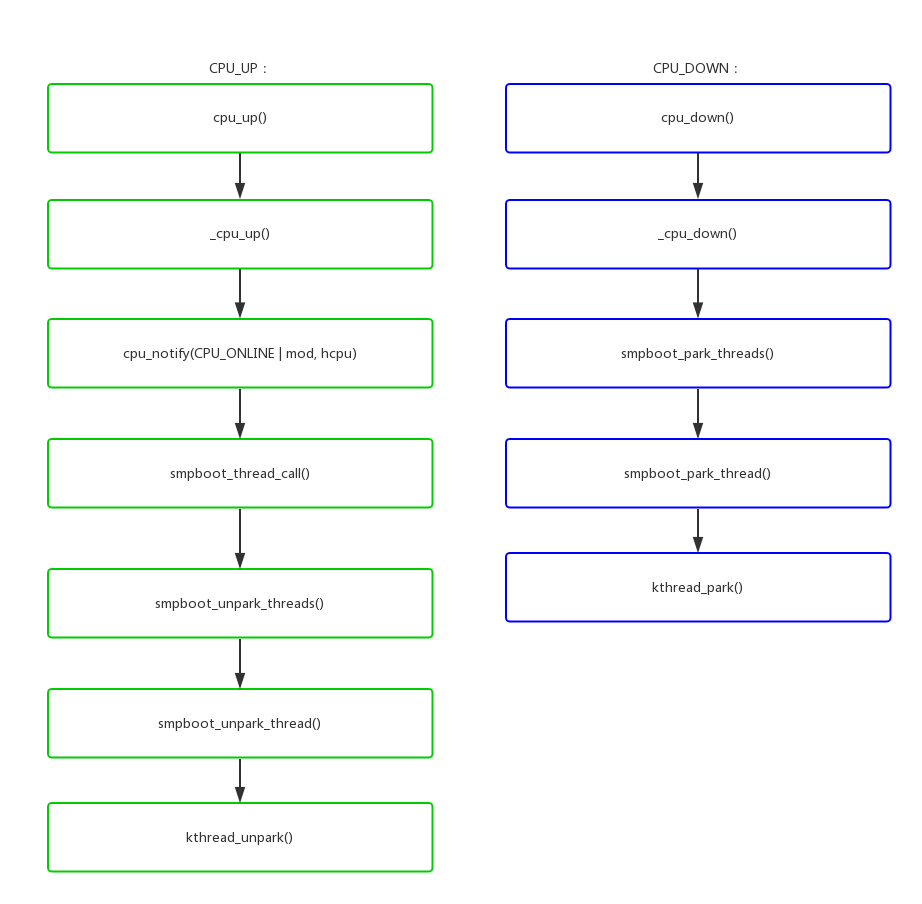 CPU_UP：
cpu_up()
_cpu_up()
cpu_notify(CPU_ONLINE | mod, hcpu)
smpboot_thread_call()
smpboot_unpark_threads()
smpboot_unpark_thread()
kthread_unpark()
CPU_DOWN：
cpu_down()
_cpu_down()
smpboot_park_threads()
smpboot_park_thread()
kthread_park()